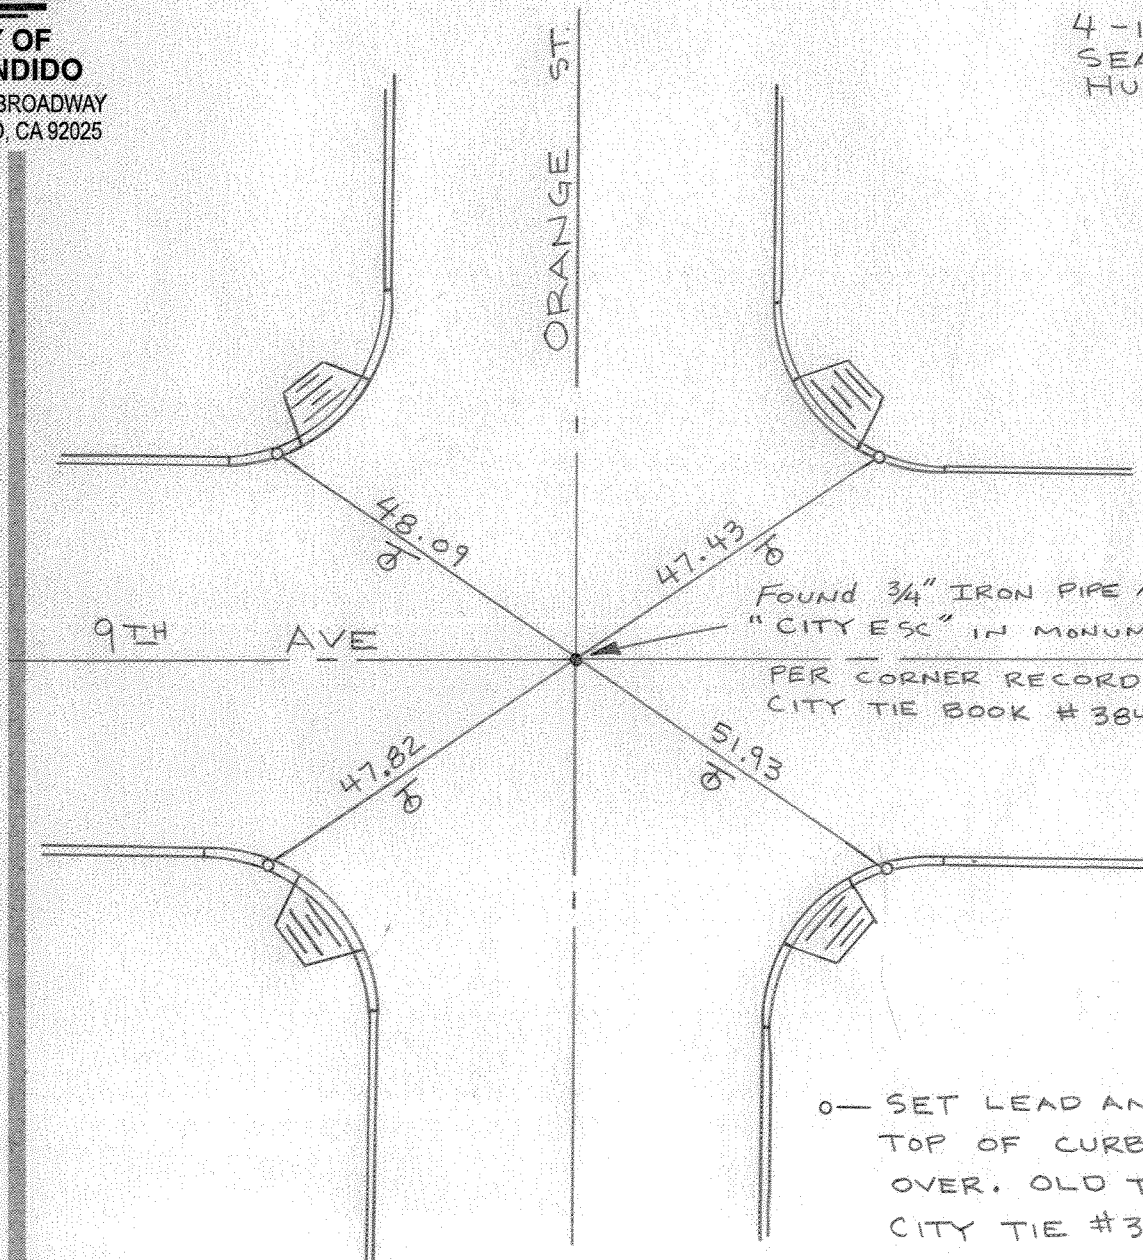 Y OF
NDIDO
BROADWAY
O, CA 92025
4 - 1
SEA
HU
ORANGE ST.
48.09
47.43
FOUND 3/4" IRON PIPE
"CITY ESC" IN MONUM
9TH AVE
PER CORNER RECORD
CITY TIE BOOK # 384
47.82
51.93
SET LEAD AN
TOP OF CURB
OVER. OLD T
CITY TIE #3